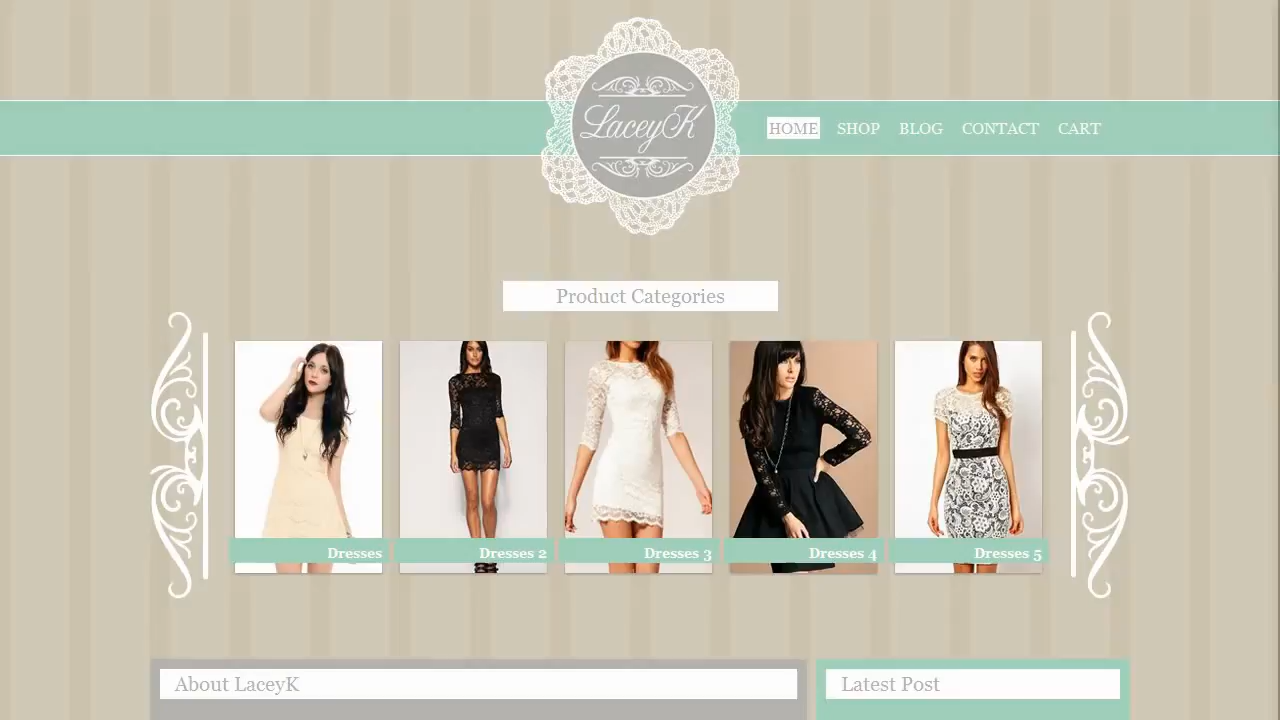 LaceyK
HOME SHOP BLOG CONTACT CART
Product Categories
Dresses
Dresses 2
Dresses 3
Dresses 4
Dresses 5
About LaceyK
Latest Post